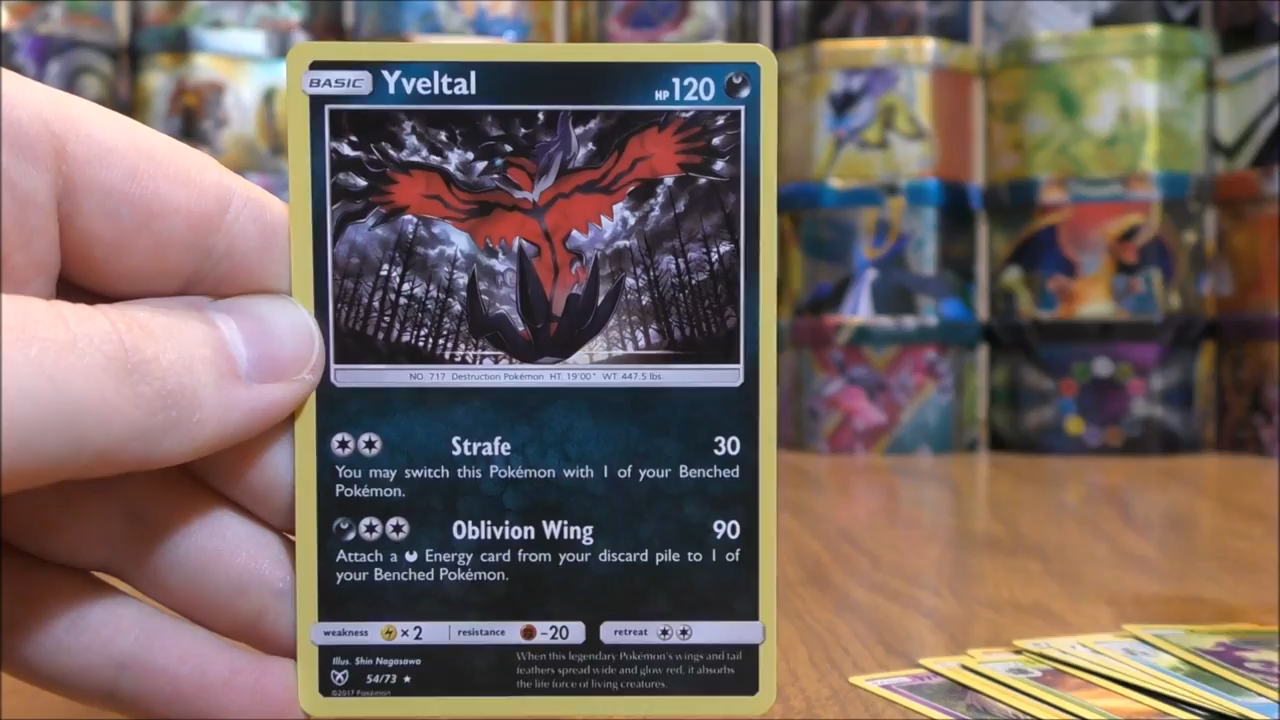 BASIC Yveltal HP 120
NO. 717 Destruction Pokémon HT: 19'00" WT: 447.5 lbs.
Strafe 30
You may switch this Pokémon with 1 of your Benched
Pokémon.
Oblivion Wing 90
Attach a Energy card from your discard pile to 1 of
your Benched Pokémon.
weakness ×2 resistance -20 retreat
Illus. Shin Nagasawa
54/73 ★
©2017 Pokémon
When this legendary Pokémon's wings and tail
feathers spread wide and glow red, it absorbs
the life force of living creatures.